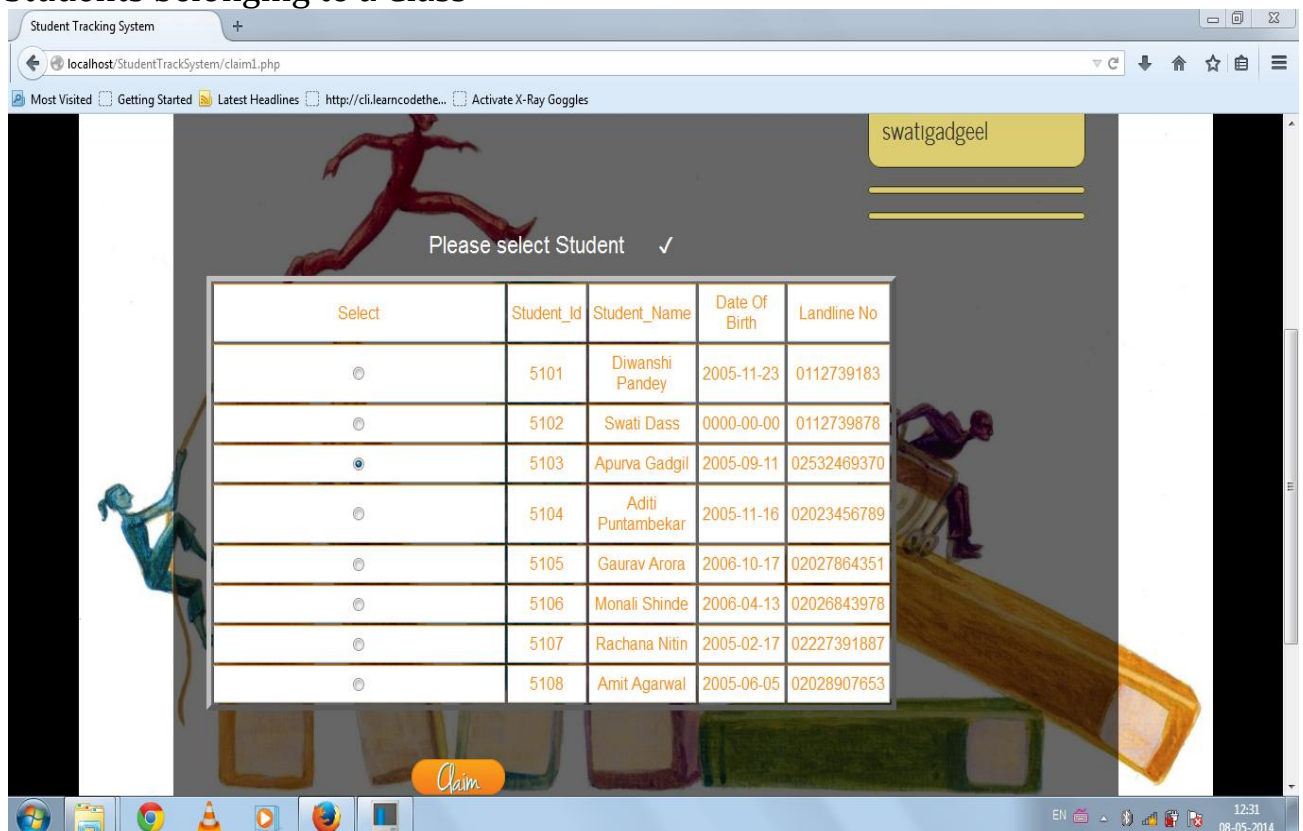 Students belonging to a Class
Student Tracking System
localhost/StudentTrackSystem/claim1.php
Most Visited Getting Started Latest Headlines http://cli.learncodethe... Activate X-Ray Goggles
swatigadgeel
Please select Student ✓
Select Student_Id Student_Name Date Of Birth Landline No
5101 Diwanshi Pandey 2005-11-23 0112739183
5102 Swati Dass 0000-00-00 0112739878
5103 Apurva Gadgil 2005-09-11 02532469370
5104 Aditi Puntambekar 2005-11-16 02023456789
5105 Gaurav Arora 2006-10-17 02027864351
5106 Monali Shinde 2006-04-13 02026843978
5107 Rachana Nitin 2005-02-17 02227391887
5108 Amit Agarwal 2005-06-05 02028907653
Claim
EN 12:31
08-05-2014